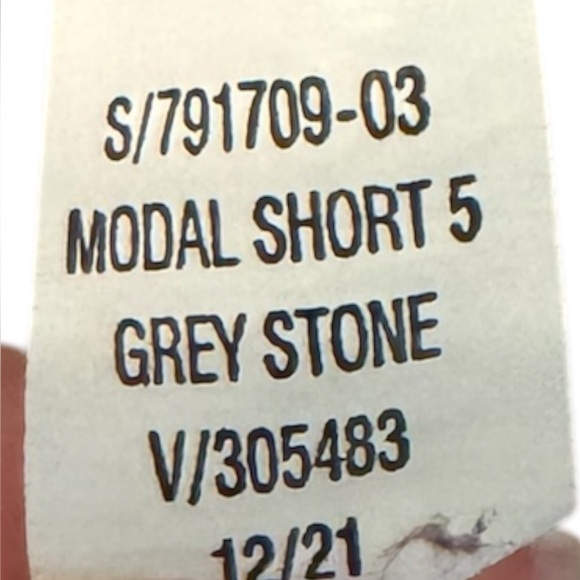 S/791709-03
MODAL SHORT 5
GREY STONE
V/305483
12/21